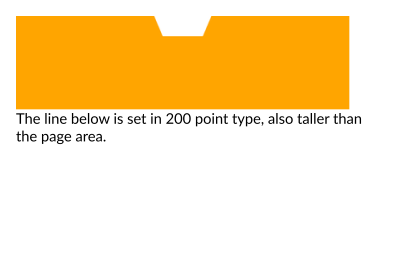 The line below is set in 200 point type, also taller than
the page area.